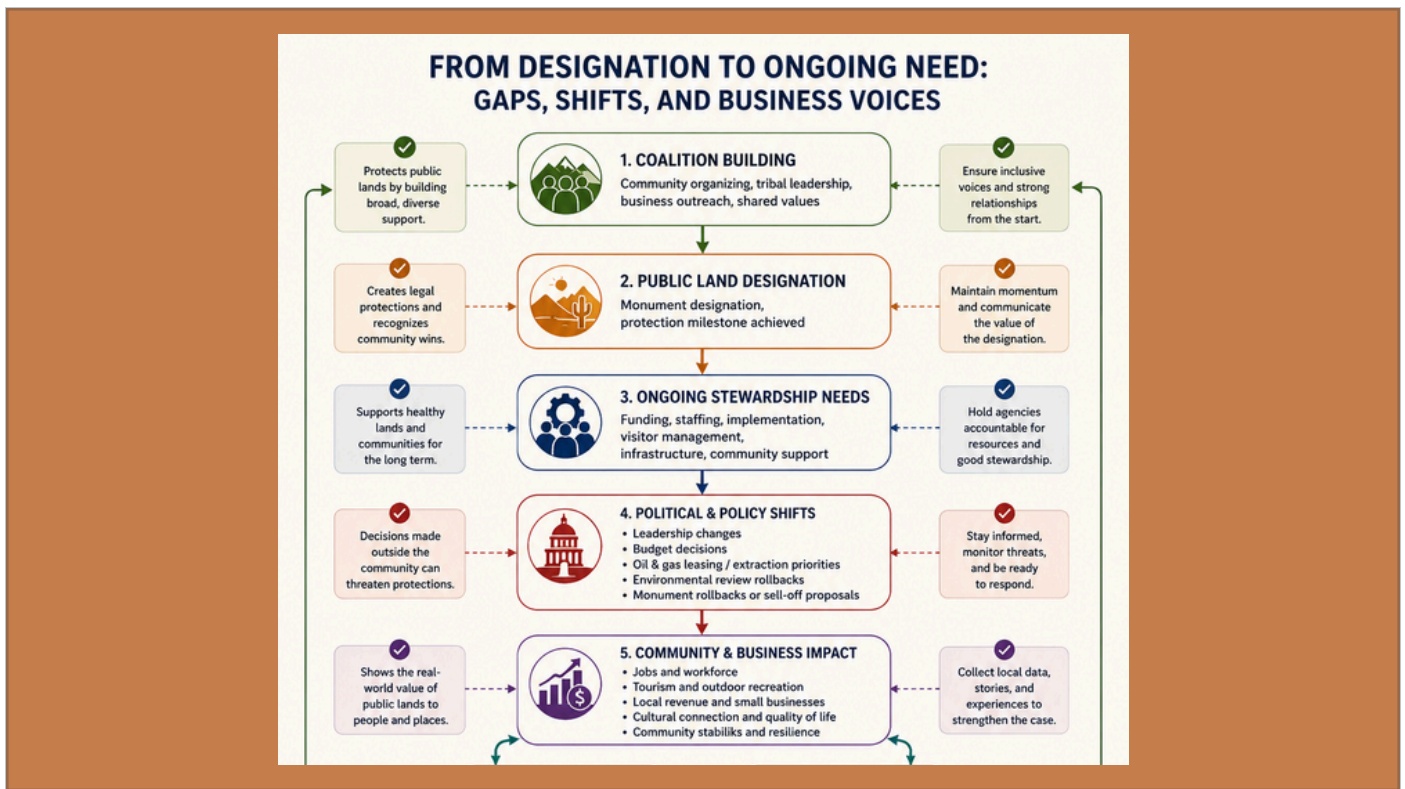 FROM DESIGNATION TO ONGOING NEED:
GAPS, SHIFTS, AND BUSINESS VOICES
Protects public
lands by building
broad, diverse
support.
1. COALITION BUILDING
Community organizing, tribal leadership,
business outreach, shared values
Ensure inclusive
voices and strong
relationships
from the start.
Creates legal
protections and
recognizes
community wins.
2. PUBLIC LAND DESIGNATION
Monument designation,
protection milestone achieved
Maintain momentum
and communicate
the value of
the designation.
Supports healthy
lands and
communities for
the long term.
3. ONGOING STEWARDSHIP NEEDS
Funding, staffing, implementation,
visitor management,
infrastructure, community support
Hold agencies
accountable for
resources and
good stewardship.
Decisions made
outside the
community can
threaten protections.
4. POLITICAL & POLICY SHIFTS
• Leadership changes
• Budget decisions
• Oil & gas leasing / extraction priorities
• Environmental review rollbacks
• Monument rollbacks or sell-off proposals
Stay informed,
monitor threats,
and be ready
to respond.
Shows the real-
world value of
public lands to
people and places.
5. COMMUNITY & BUSINESS IMPACT
• Jobs and workforce
• Tourism and outdoor recreation
• Local revenue and small businesses
• Cultural connection and quality of life
• Community stabiliks and resilience
$
Collect local data,
stories, and
experiences to
strengthen the case.